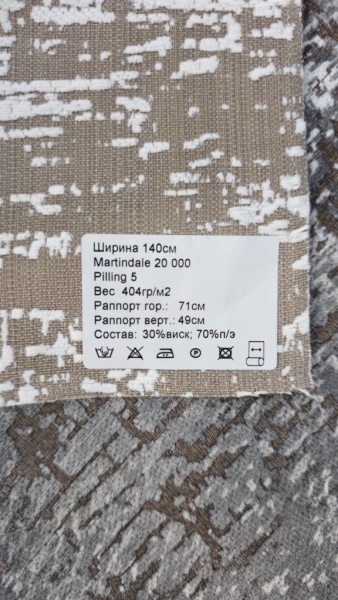 Ширина 140см
Martindale 20 000
Pilling 5
Вес 404гр/м2
Раппорт гор.: 71см
Раппорт верт.: 49см
Состав: 30%виск; 70%п/э